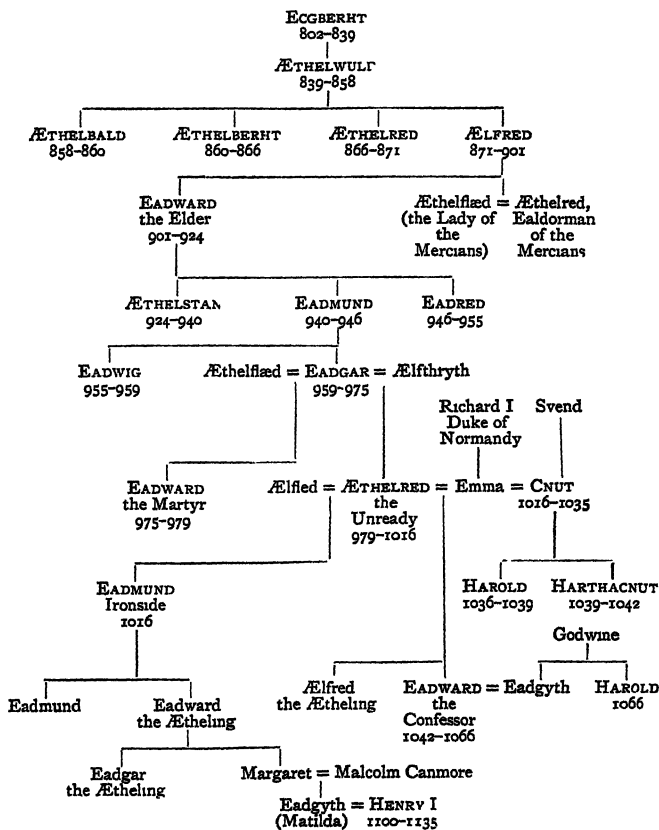 ECGBERHT
802–839
ÆTHELWULF
839–858
ÆTHELBALD ÆTHELBERHT ÆTHELRED ÆLFRED
858–860 860–866 866–871 871–901
EADWARD Æthelflæd = Æthelred,
the Elder (the Lady of Ealdorman
901–924 the of the
Mercians) Mercians
ÆTHELSTAN EADMUND EADRED
924–940 940–946 946–955
EADWIG Æthelflæd = EADGAR = Ælfthryth
955–959 959–975
Richard I Svend
Duke of
Normandy
EADWARD Ælfled = ÆTHELRED = Emma = CNUT
the Martyr the 1016–1035
975–979 Unready
979–1016
EADMUND HAROLD HARTHACNUT
Ironside 1036–1039 1039–1042
1016
Godwine
Eadmund Eadward Ælfred EADWARD = Eadgyth HAROLD
the Ætheling the Ætheling the 1066
Confessor
1042–1066
Eadgar Margaret = Malcolm Canmore
the Ætheling
Eadgyth = HENRY I
(Matilda) 1100–1135